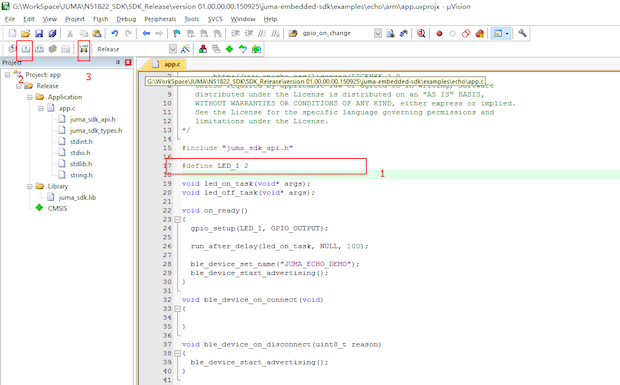 G:\WorkSpace\JUMA\N51822_SDK\SDK_Release\version 01.00.00.00.150925\juma-embedded-sdk\examples\echo\arm\app.uvprojx - µVision
File Edit View Project Flash Debug Peripherals Tools SVCS Window Help
gpio_on_change
Release
Project
app.c
2
3
Project: app
Release
Application
app.c
juma_sdk_api.h
juma_sdk_types.h
stdint.h
stdio.h
stdlib.h
string.h
Library
juma_sdk.lib
CMSIS
G:\WorkSpace\JUMA\N51822_SDK\SDK_Release\version 01.00.00.00.150925\juma-embedded-sdk\examples\echo\app.c
9 distributed under the License is distributed on an "AS IS" BASIS,
10 WITHOUT WARRANTIES OR CONDITIONS OF ANY KIND, either express or implied.
11 See the License for the specific language governing permissions and
12 limitations under the License.
13 */
14
15 #include "juma_sdk_api.h"
16
17 #define LED_1 2
1
18
19 void led_on_task(void* args);
20 void led_off_task(void* args);
21
22 void on_ready()
23 {
24 gpio_setup(LED_1, GPIO_OUTPUT);
25
26 run_after_delay(led_on_task, NULL, 100);
27
28 ble_device_set_name("JUMA_ECHO_DEMO");
29 ble_device_start_advertising();
30 }
31
32 void ble_device_on_connect(void)
33 {
34
35 }
36
37 void ble_device_on_disconnect(uint8_t reason)
38 {
39 ble_device_start_advertising();
40 }
41